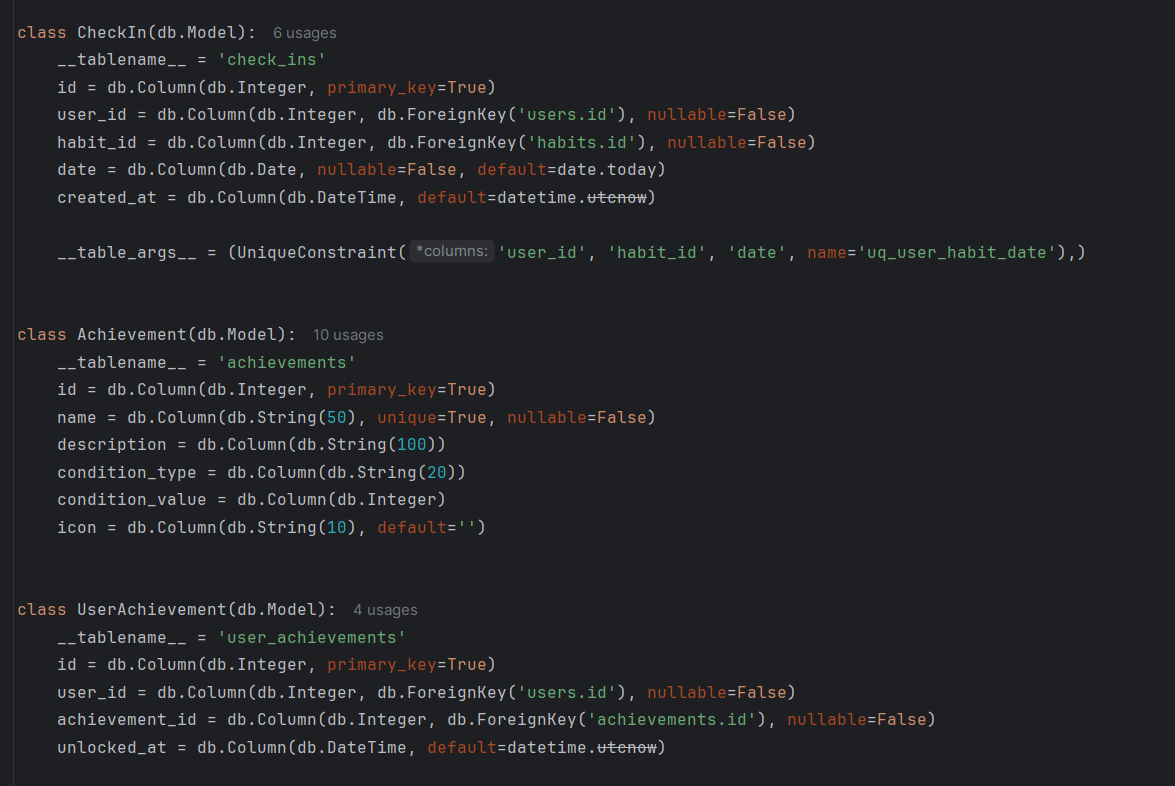 class CheckIn(db.Model):  6 usages
    __tablename__ = 'check_ins'
    id = db.Column(db.Integer, primary_key=True)
    user_id = db.Column(db.Integer, db.ForeignKey('users.id'), nullable=False)
    habit_id = db.Column(db.Integer, db.ForeignKey('habits.id'), nullable=False)
    date = db.Column(db.Date, nullable=False, default=date.today)
    created_at = db.Column(db.DateTime, default=datetime.utcnow)
    __table_args__ = (UniqueConstraint( *columns: 'user_id', 'habit_id', 'date', name='uq_user_habit_date'),)
class Achievement(db.Model):  10 usages
    __tablename__ = 'achievements'
    id = db.Column(db.Integer, primary_key=True)
    name = db.Column(db.String(50), unique=True, nullable=False)
    description = db.Column(db.String(100))
    condition_type = db.Column(db.String(20))
    condition_value = db.Column(db.Integer)
    icon = db.Column(db.String(10), default='')
class UserAchievement(db.Model):  4 usages
    __tablename__ = 'user_achievements'
    id = db.Column(db.Integer, primary_key=True)
    user_id = db.Column(db.Integer, db.ForeignKey('users.id'), nullable=False)
    achievement_id = db.Column(db.Integer, db.ForeignKey('achievements.id'), nullable=False)
    unlocked_at = db.Column(db.DateTime, default=datetime.utcnow)